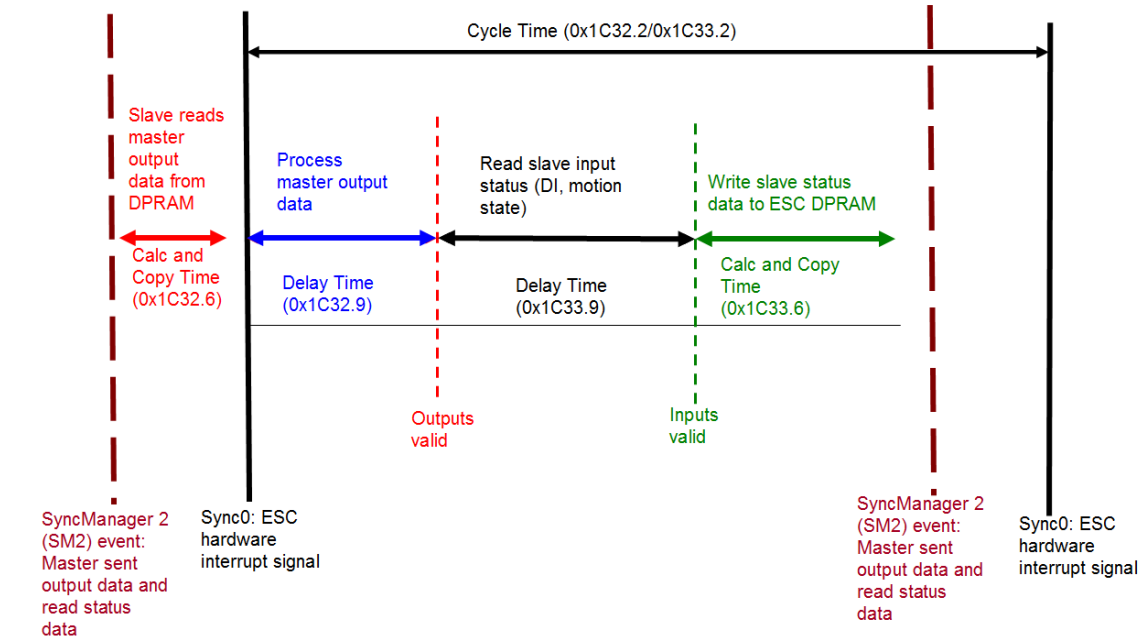 Cycle Time (0x1C32.2/0x1C33.2)
Slave reads
master
output
data from
DPRAM
Process
master output
data
Read slave input
status (DI, motion
state)
Write slave status
data to ESC DPRAM
Calc and
Copy Time
(0x1C32.6)
Delay Time
(0x1C32.9)
Delay Time
(0x1C33.9)
Calc and Copy
Time
(0x1C33.6)
Outputs
valid
Inputs
valid
SyncManager 2
(SM2) event:
Master sent
output data and
read status
data
Sync0: ESC
hardware
interrupt signal
SyncManager 2
(SM2) event:
Master sent
output data and
read status
data
Sync0: ESC
hardware
interrupt signal